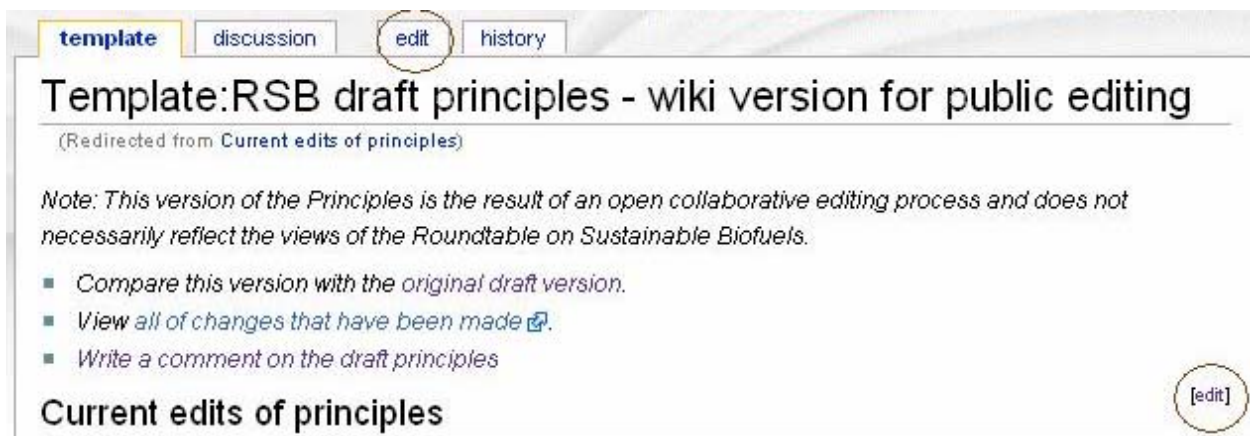 template discussion edit history
Template:RSB draft principles - wiki version for public editing
(Redirected from Current edits of principles)
Note: This version of the Principles is the result of an open collaborative editing process and does not
necessarily reflect the views of the Roundtable on Sustainable Biofuels.
Compare this version with the original draft version.
View all of changes that have been made.
Write a comment on the draft principles
[edit]
Current edits of principles